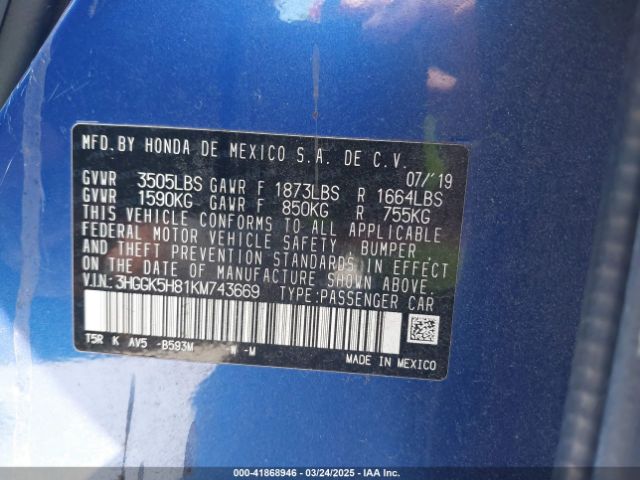 MFD.BY HONDA DE MEXICO S.A. DE C.V.
07/'19
GVWR 3505LBS GAWR F 1873LBS R 1664LBS
GVWR 1590KG GAWR F 850KG R 755KG
THIS VEHICLE CONFORMS TO ALL APPLICABLE
FEDERAL MOTOR VEHICLE SAFETY, BUMPER,
AND THEFT PREVENTION STANDARDS IN EFFECT
ON THE DATE OF MANUFACTURE SHOWN ABOVE.
V.I.N.: 3HGGK5H81KM743669 TYPE:PASSENGER CAR
T5R K AV5 -B593M W -M
MADE IN MEXICO
000-41868946 - 03/24/2025 - IAA Inc.